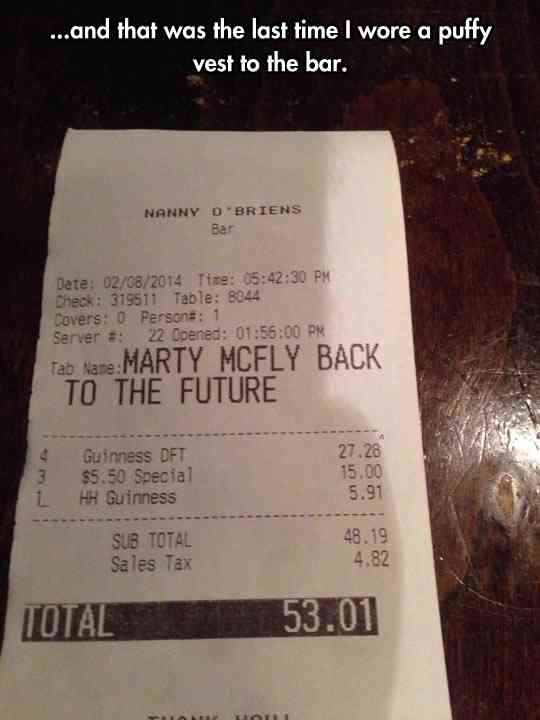 ...and that was the last time I wore a puffy
vest to the bar.
NANNY O'BRIENS
Bar
Date: 02/08/2014 Time: 05:42:30 PM
Check: 319511 Table: 8044
Covers: 0 Person#: 1
Server #: 22 Opened: 01:56:00 PM
Tab Name: MARTY MCFLY BACK
TO THE FUTURE
4 Guinness DFT 27.28
3 $5.50 Special 15.00
1 HH Guinness 5.91
SUB TOTAL 48.19
Sales Tax 4.82
TOTAL 53.01
THANK YOU!